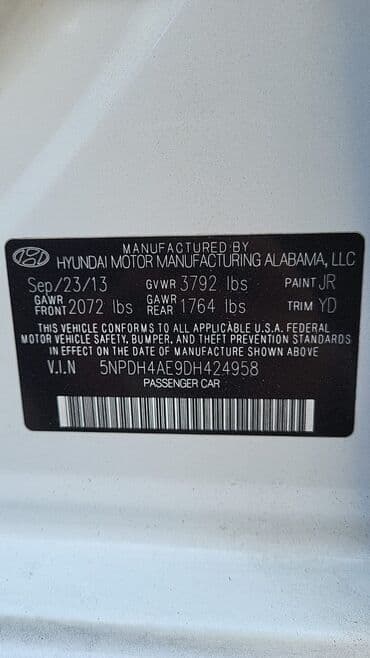 MANUFACTURED BY
HYUNDAI MOTOR MANUFACTURING ALABAMA, LLC
Sep/23/13 GVWR 3792 lbs PAINT JR
GAWR FRONT 2072 lbs GAWR REAR 1764 lbs TRIM YD
THIS VEHICLE CONFORMS TO ALL APPLICABLE U.S.A. FEDERAL
MOTOR VEHICLE SAFETY, BUMPER, AND THEFT PREVENTION STANDARDS
IN EFFECT ON THE DATE OF MANUFACTURE SHOWN ABOVE.
V.I.N 5NPDH4AE9DH424958
PASSENGER CAR